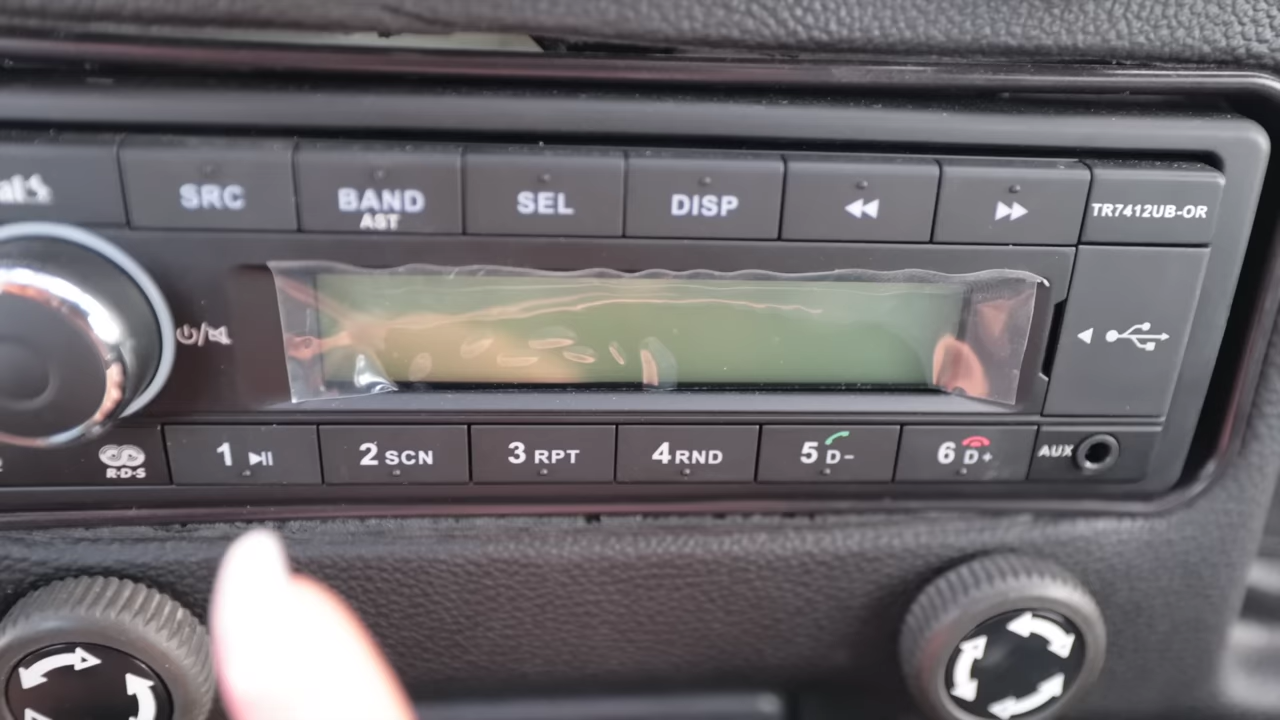 SRC
BAND
AST
SEL
DISP
TR7412UB-OR
R·D·S
1
2 SCN
3 RPT
4 RND
5 D-
6 D+
AUX